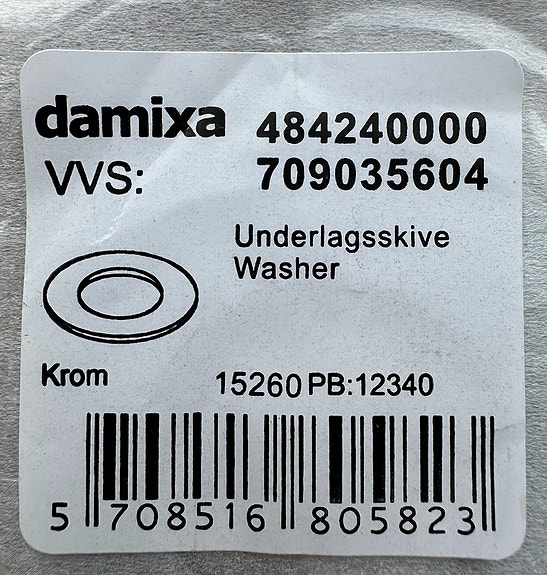 damixa 484240000
VVS: 709035604
Underlagsskive
Washer
Krom 15260 PB:12340
5 708516 805823